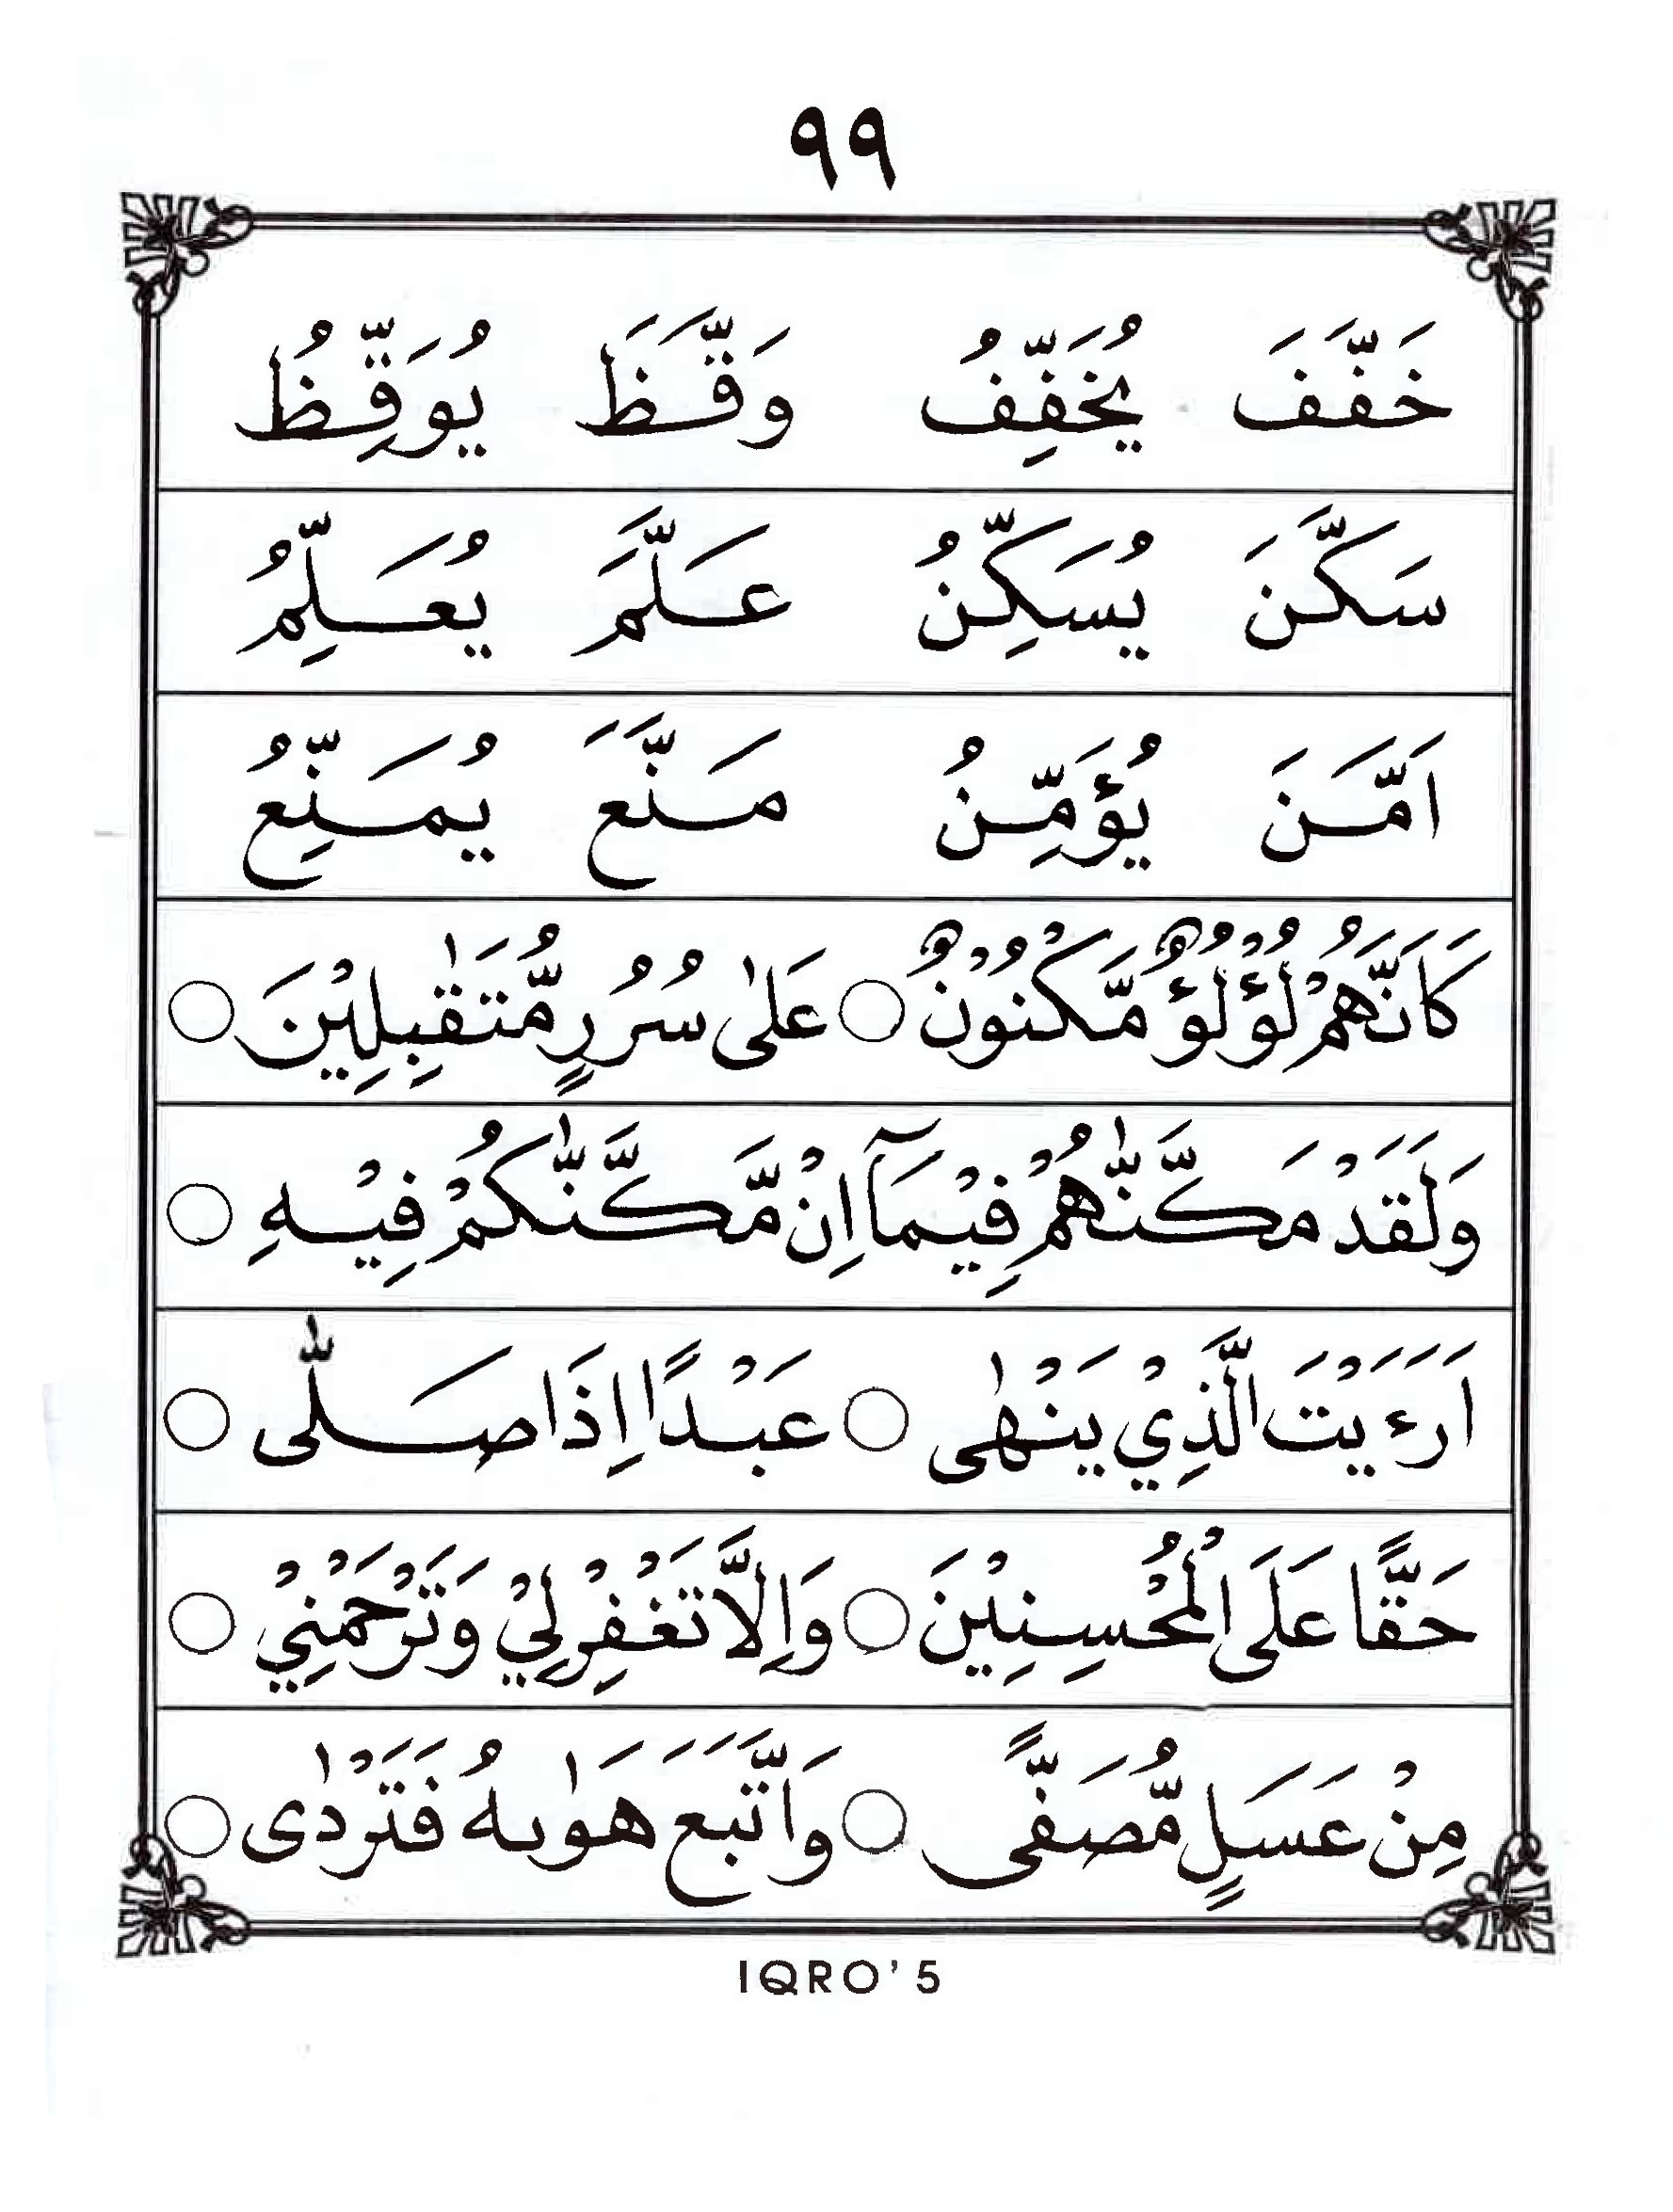 ٩٩
خَفَّفَ يُخَفِّفُ وَقَّظَ يُوَقِّظُ
سَكَّنَ يُسَكِّنُ عَلَّمَ يُعَلِّمُ
اَمَّنَ يُؤَمِّنُ مَنَّعَ يُمَنِّعُ
كَاَنَّهُمْ لُؤْلُؤٌ مَّكْنُوْنٌ ○ عَلٰى سُرُرٍ مُّتَقٰبِلِيْنَ ○
وَلَقَدْ مَكَّنّٰهُمْ فِيْمَآ اِنْ مَّكَّنّٰكُمْ فِيْهِ ○
اَرَءَيْتَ الَّذِيْ يَنْهٰى ○ عَبْدًا اِذَا صَلّٰى ○
حَقًّا عَلَى الْمُحْسِنِيْنَ ○ وَاِلَّا تَغْفِرْلِيْ وَتَرْحَمْنِيْ ○
مِنْ عَسَلٍ مُّصَفًّى ○ وَاتَّبَعَ هَوٰىهُ فَتَرْدٰى ○
IQRO' 5